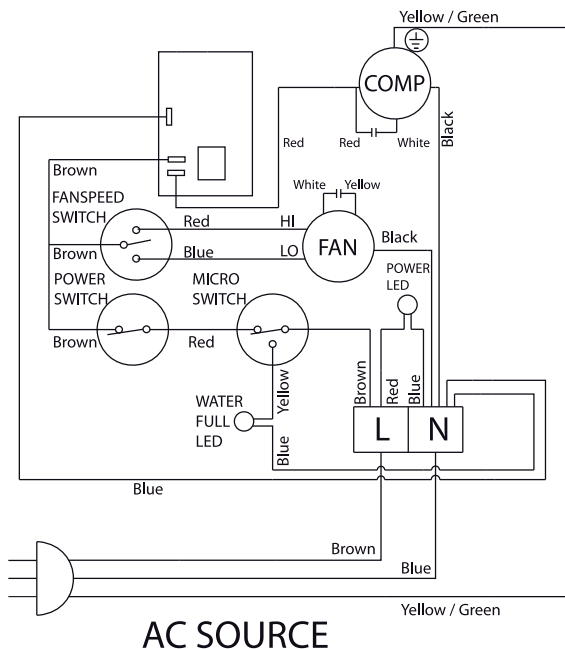 Yellow / Green
COMP
Red
Red
White
Black
Brown
FANSPEED
SWITCH
White
Yellow
Red
HI
FAN
Black
Brown
Blue
LO
POWER
SWITCH
MICRO
SWITCH
POWER
LED
Brown
Red
Yellow
Brown
Red
Blue
WATER
FULL
LED
Blue
L
N
Blue
Brown
Blue
Yellow / Green
AC SOURCE